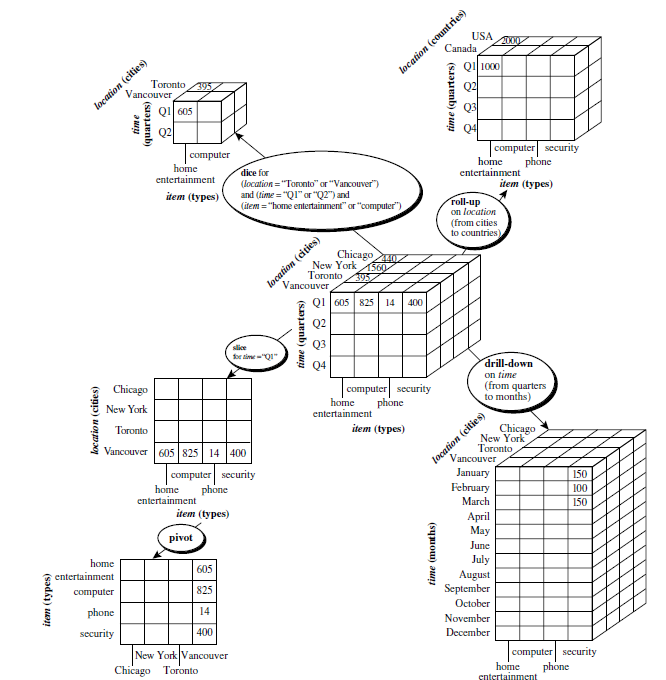 location (countries)
USA
2000
Canada
Q1 1000
Q2
Q3
Q4
time (quarters)
computer security
home phone
entertainment
item (types)
location (cities)
Toronto
395
Vancouver
Q1 605
Q2
time
(quarters)
computer
home
entertainment
item (types)
dice for
(location = "Toronto" or "Vancouver")
and (time = "Q1" or "Q2") and
(item = "home entertainment" or "computer")
roll-up
on location
(from cities
to countries)
location (cities)
Chicago 440
New York 1560
Toronto 395
Vancouver
Q1 605 825 14 400
Q2
Q3
Q4
time (quarters)
computer security
home phone
entertainment
item (types)
slice
for time = "Q1"
drill-down
on time
(from quarters
to months)
location (cities)
Chicago
New York
Toronto
Vancouver 605 825 14 400
computer security
home phone
entertainment
item (types)
pivot
item (types)
home
entertainment
605
computer 825
phone 14
security 400
New York Vancouver
Chicago Toronto
location (cities)
Chicago
New York
Toronto
Vancouver
January 150
February 100
March 150
April
May
June
July
August
September
October
November
December
time (months)
computer security
home phone
entertainment